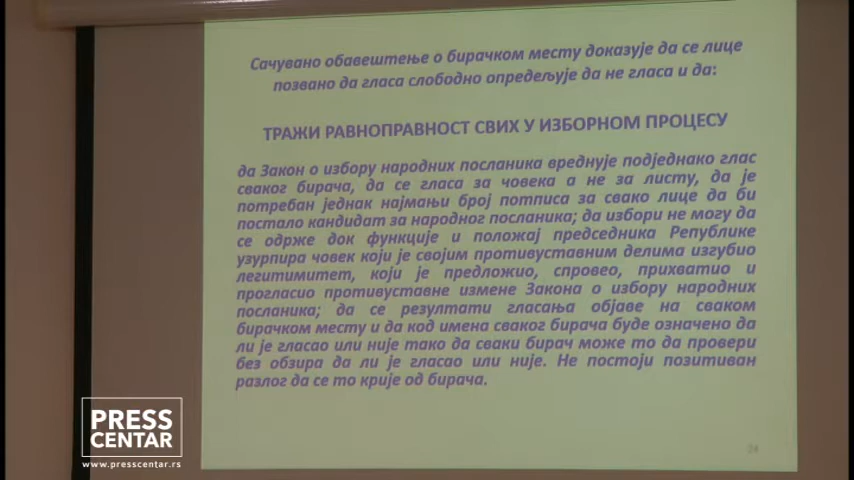 Сачувано обавештење о бирачком месту доказује да се лице
позвано да гласа слободно опредељује да не гласа и да:
ТРАЖИ РАВНОПРАВНОСТ СВИХ У ИЗБОРНОМ ПРОЦЕСУ
да Закон о избору народних посланика вреднује подједнако глас
сваког бирача, да се гласа за човека а не за листу, да је
потребан једнак најмањи број потписа за свако лице да би
постало кандидат за народног посланика; да избори не могу да
се одрже док функције и положај председника Републике
узурпира човек који је својим противуставним делима изгубио
легитимитет, који је предложио, спровео, прихватио и
прогласио противуставне измене Закона о избору народних
посланика; да се резултати гласања објаве на сваком
бирачком месту и да код имена сваког бирача буде означено да
ли је гласао или није тако да сваки бирач може то да провери
без обзира да ли је гласао или није. Не постоји позитиван
разлог да се то крије од бирача.
24
PRESS
CENTAR
www.presscentar.rs